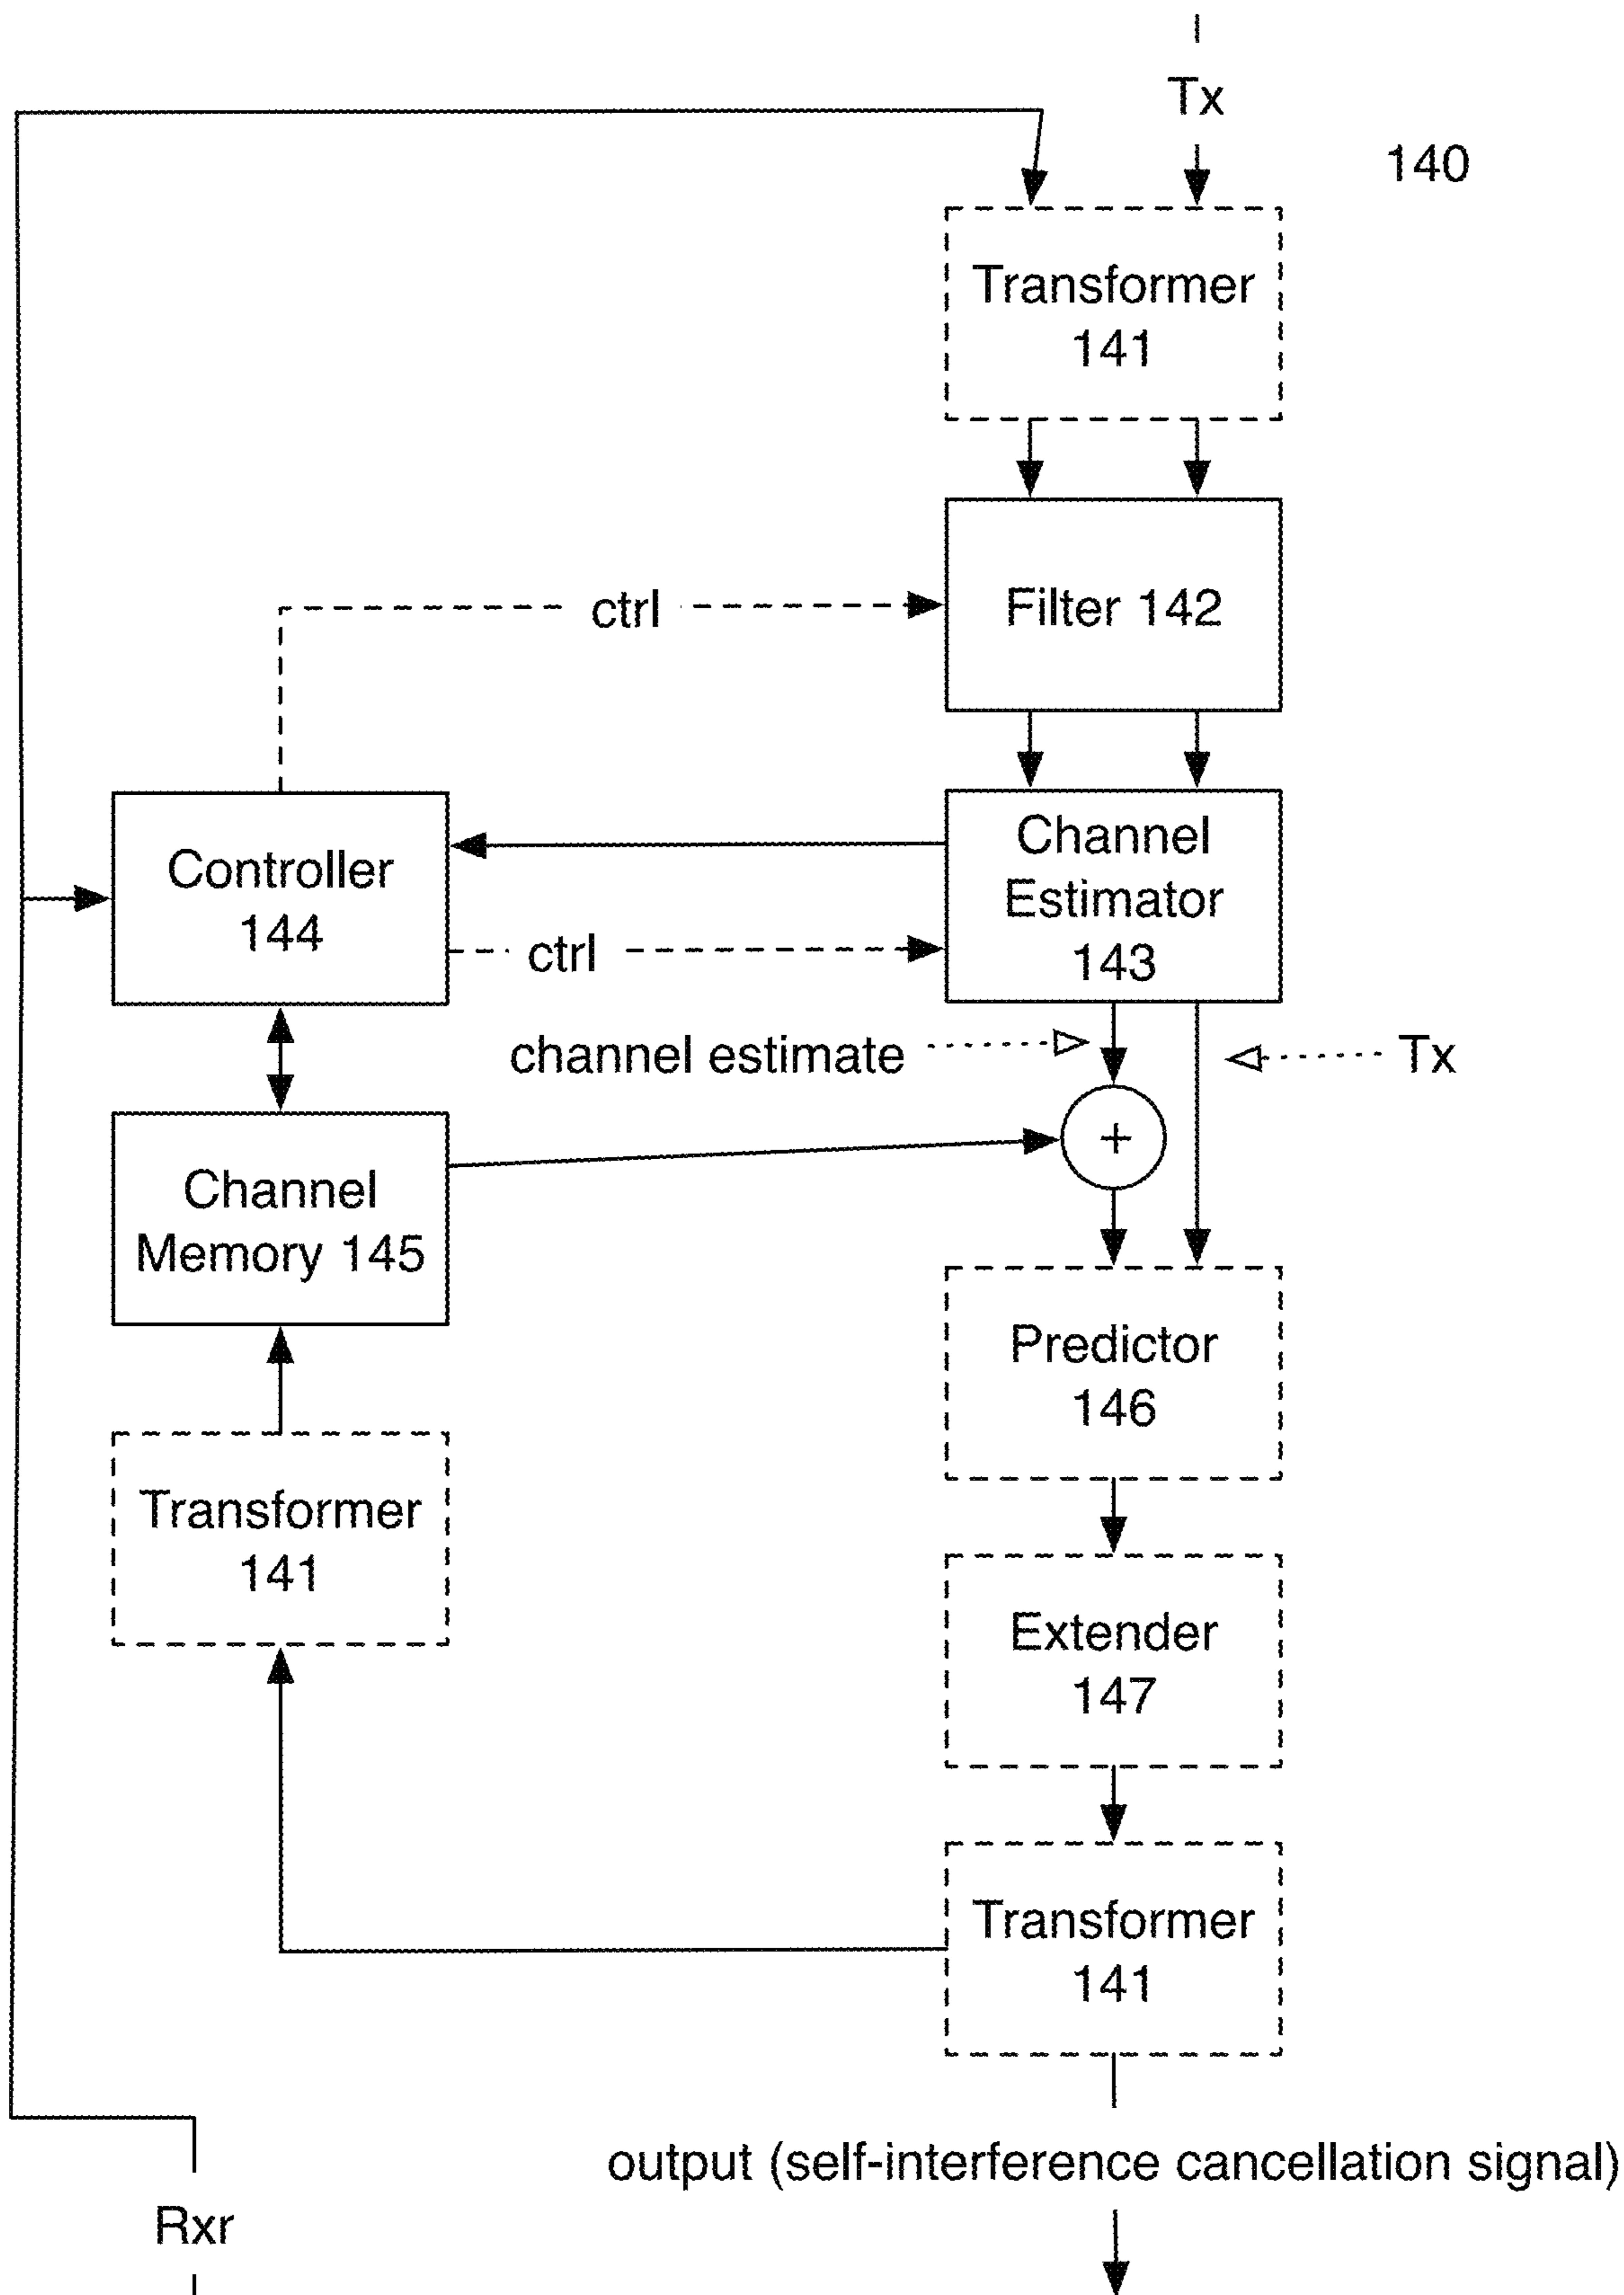 Tx
140
Transformer
141
ctrl
Filter 142
Controller
144
Channel
Estimator
143
ctrl
channel estimate
Tx
+
Channel
Memory 145
Predictor
146
Transformer
141
Extender
147
Transformer
141
output (self-interference cancellation signal)
Rxr